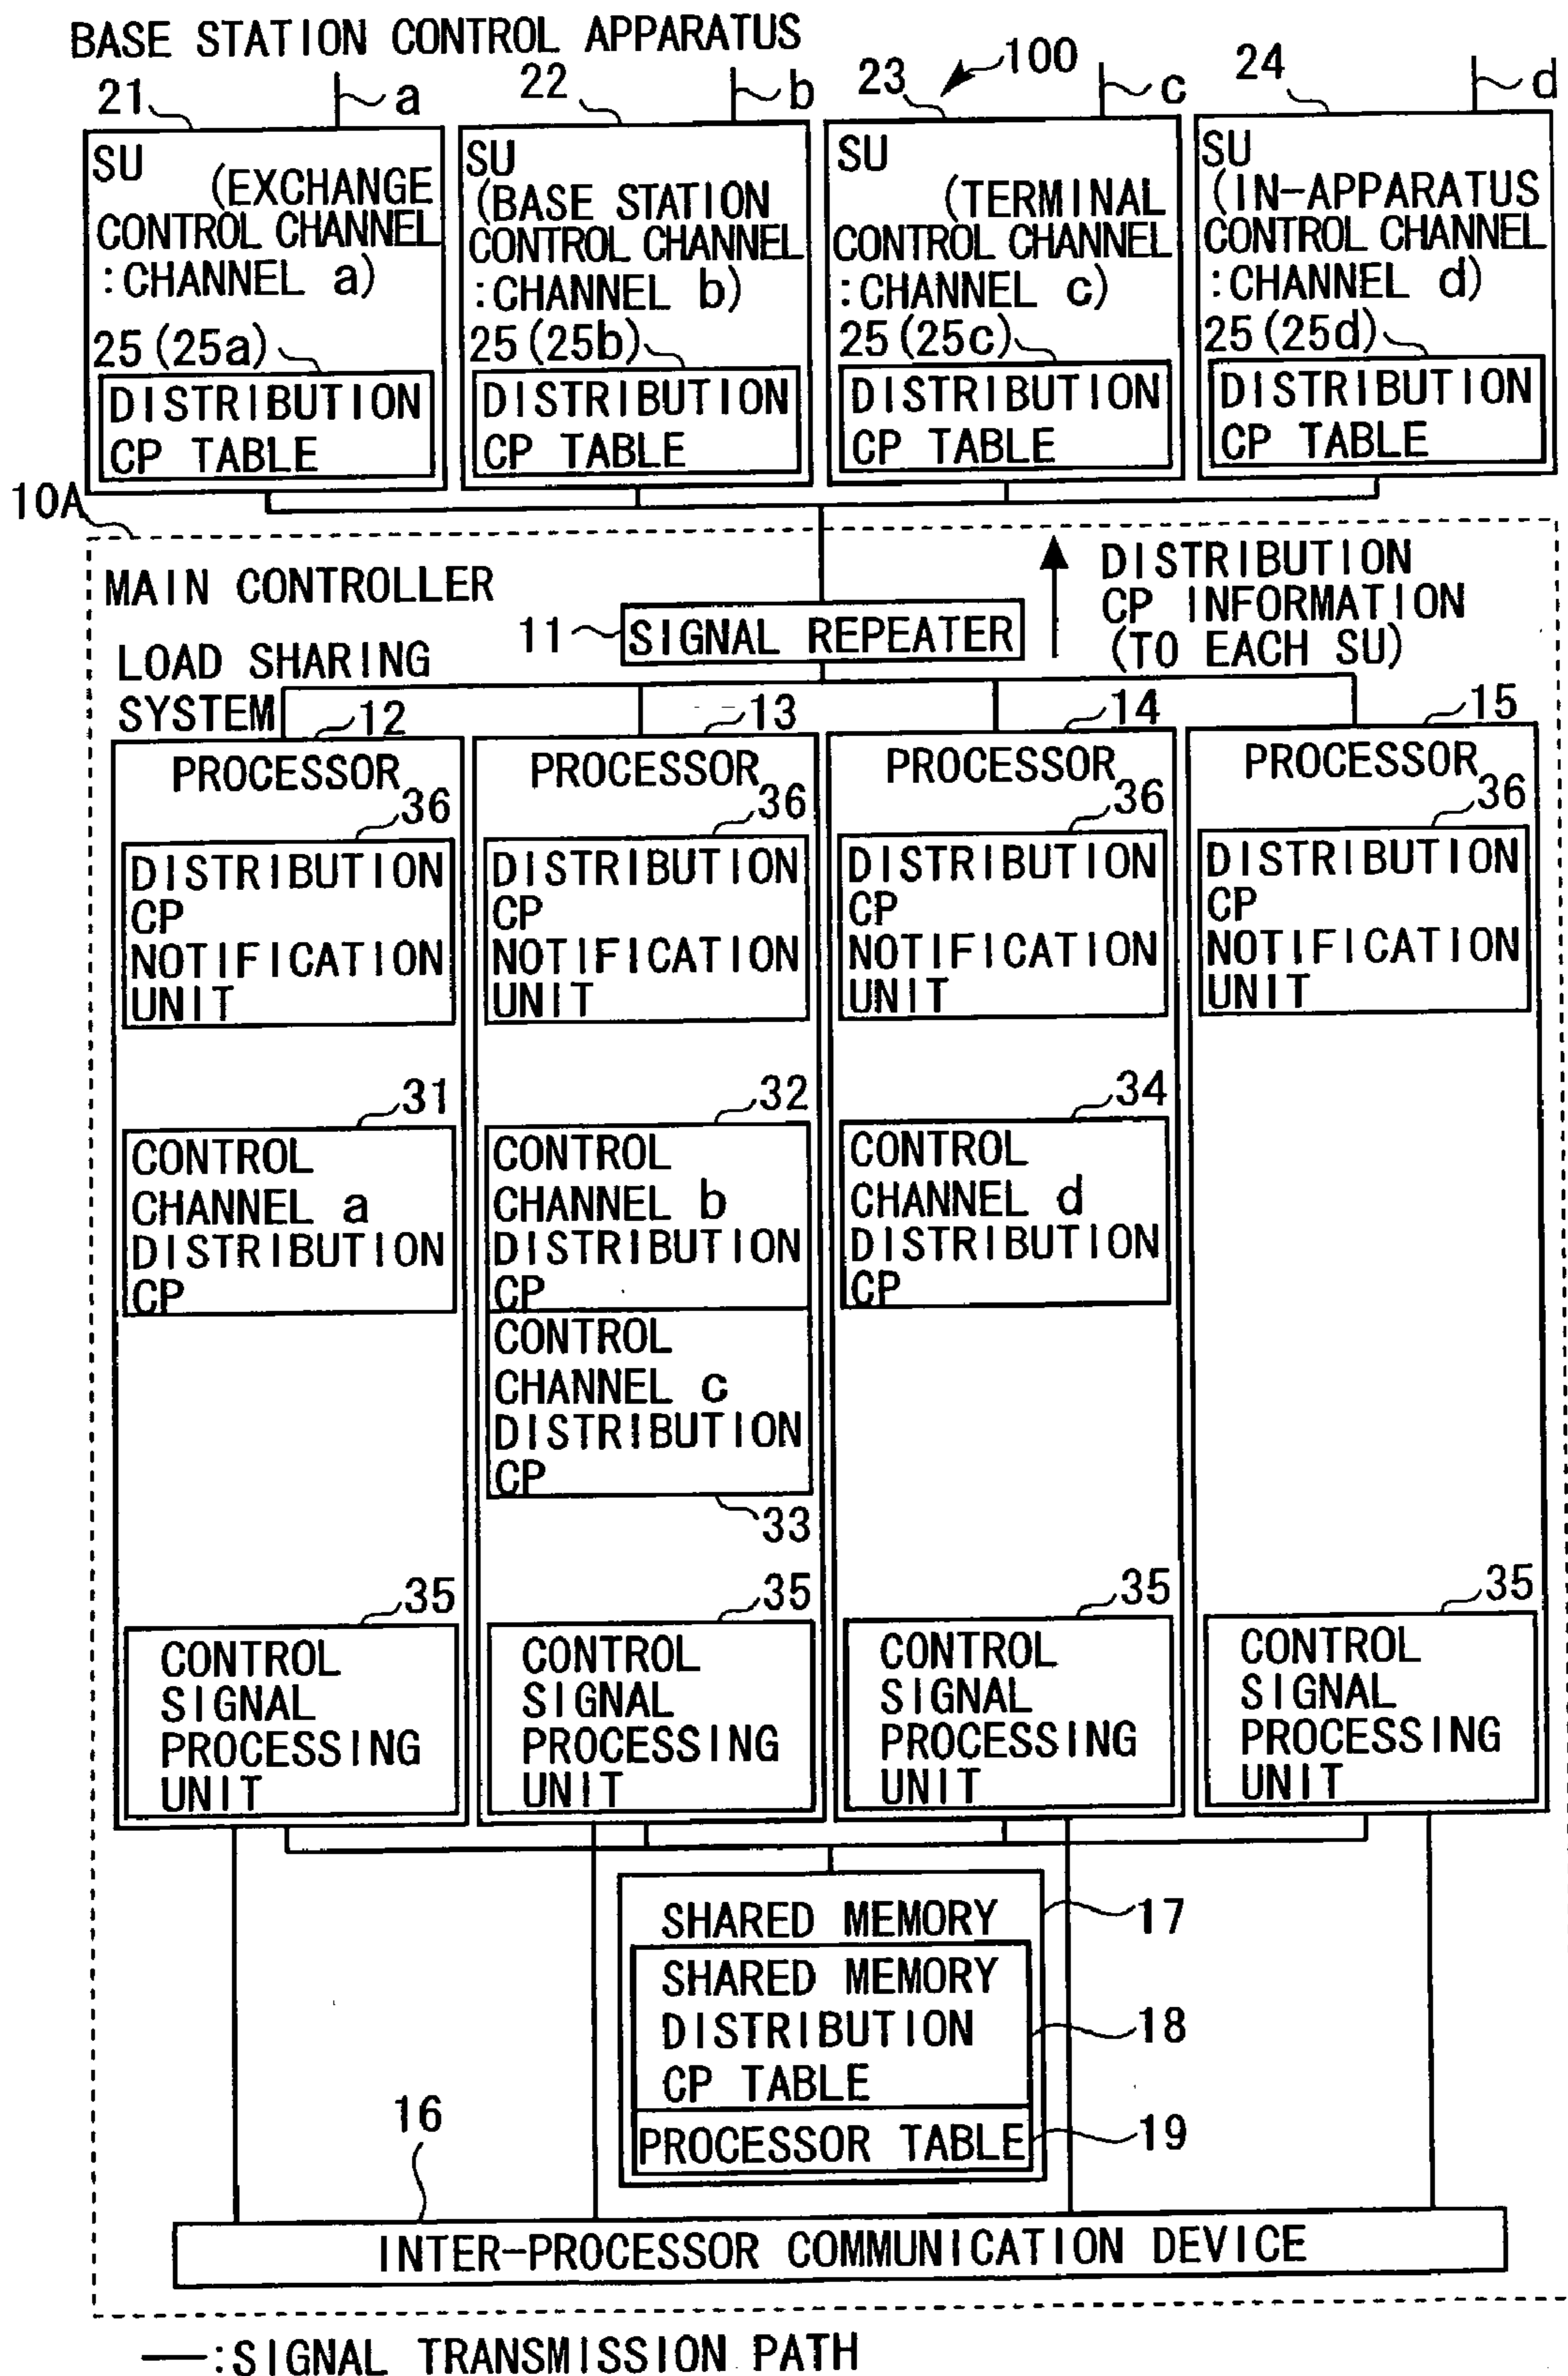 BASE STATION CONTROL APPARATUS
100
21
a
SU
(EXCHANGE
CONTROL CHANNEL
:CHANNEL a)
25(25a)
DISTRIBUTION
CP TABLE
22
b
SU
(BASE STATION
CONTROL CHANNEL
:CHANNEL b)
25(25b)
DISTRIBUTION
CP TABLE
23
c
SU
(TERMINAL
CONTROL CHANNEL
:CHANNEL c)
25(25c)
DISTRIBUTION
CP TABLE
24
d
SU
(IN-APPARATUS
CONTROL CHANNEL
:CHANNEL d)
25(25d)
DISTRIBUTION
CP TABLE
10A
MAIN CONTROLLER
11
SIGNAL REPEATER
DISTRIBUTION
CP INFORMATION
(TO EACH SU)
LOAD SHARING
SYSTEM
12
PROCESSOR
36
DISTRIBUTION
CP
NOTIFICATION
UNIT
31
CONTROL
CHANNEL a
DISTRIBUTION
CP
35
CONTROL
SIGNAL
PROCESSING
UNIT
13
PROCESSOR
36
DISTRIBUTION
CP
NOTIFICATION
UNIT
32
CONTROL
CHANNEL b
DISTRIBUTION
CP
CONTROL
CHANNEL c
DISTRIBUTION
CP
33
35
CONTROL
SIGNAL
PROCESSING
UNIT
14
PROCESSOR
36
DISTRIBUTION
CP
NOTIFICATION
UNIT
34
CONTROL
CHANNEL d
DISTRIBUTION
CP
35
CONTROL
SIGNAL
PROCESSING
UNIT
15
PROCESSOR
36
DISTRIBUTION
CP
NOTIFICATION
UNIT
35
CONTROL
SIGNAL
PROCESSING
UNIT
SHARED MEMORY
17
SHARED MEMORY
DISTRIBUTION
CP TABLE
18
PROCESSOR TABLE
19
16
INTER-PROCESSOR COMMUNICATION DEVICE
:SIGNAL TRANSMISSION PATH